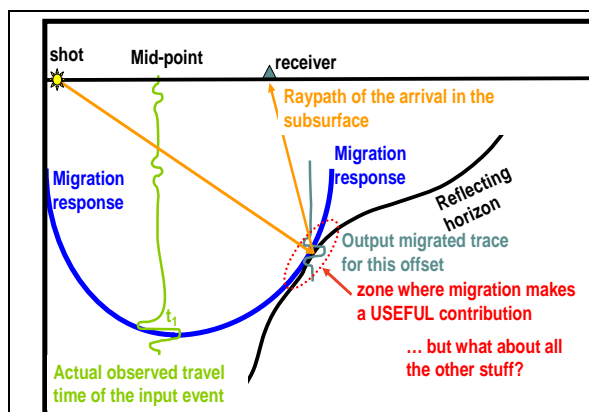 shot
Mid-point
receiver
Raypath of the arrival in the
subsurface
Migration
response
Migration
response
Reflecting
horizon
Output migrated trace
for this offset
zone where migration makes
a USEFUL contribution
t1
… but what about all
the other stuff?
Actual observed travel
time of the input event